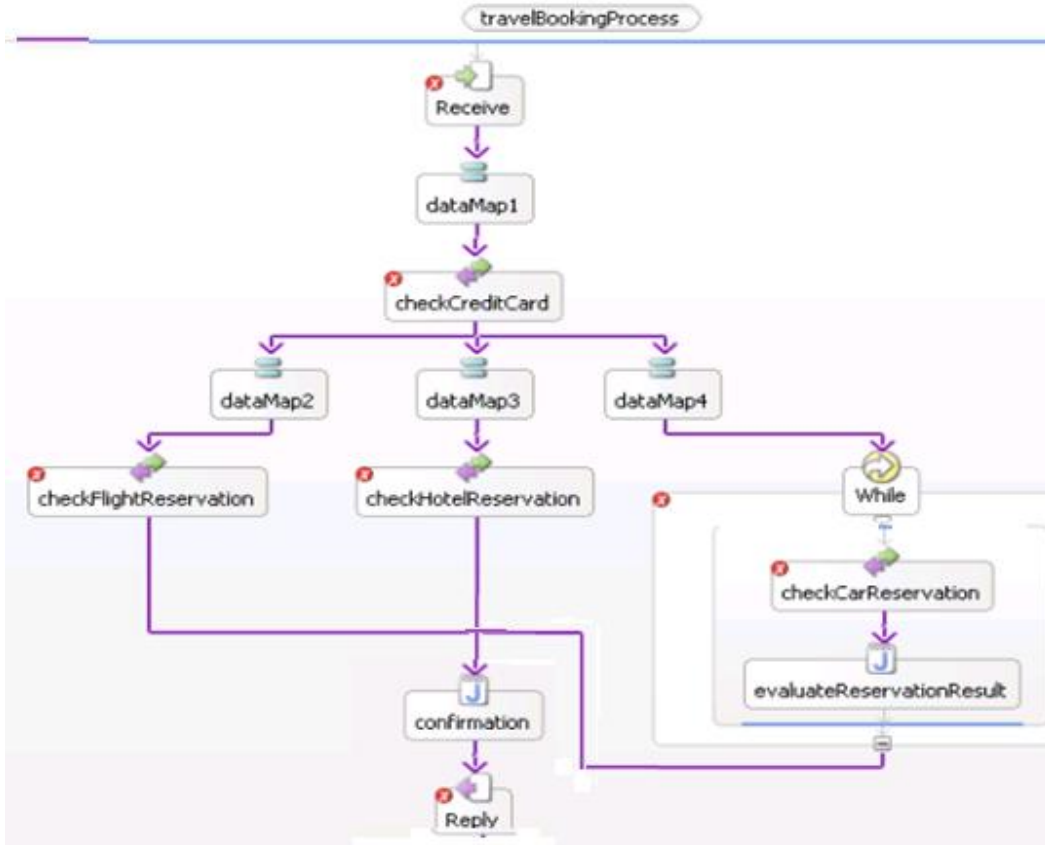 travelBookingProcess
Receive
dataMap1
checkCreditCard
dataMap2
dataMap3
dataMap4
checkFlightReservation
checkHotelReservation
While
checkCarReservation
evaluateReservationResult
confirmation
Reply